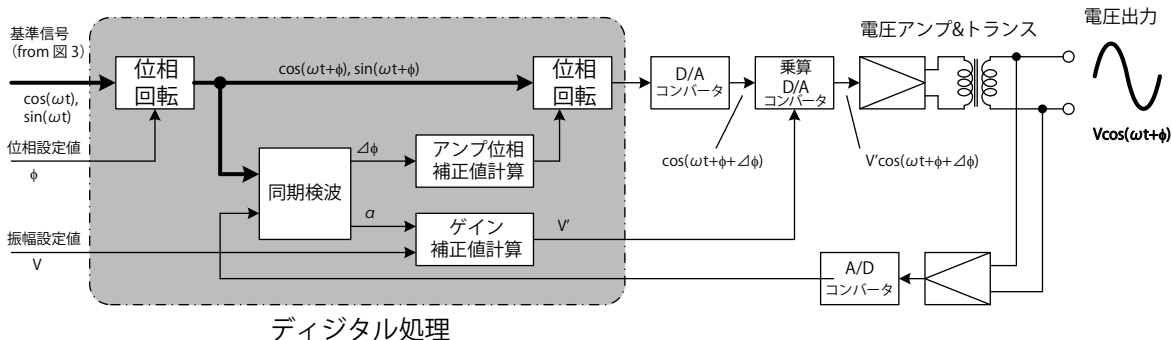 基準信号
(from 図 3)
cos(ωt),
sin(ωt)
位相設定値
ϕ
振幅設定値
V
位相
回転
cos(ωt+ϕ), sin(ωt+ϕ)
位相
回転
同期検波
⊿ϕ
アンプ位相
補正値計算
α
ゲイン
補正値計算
V'
ディジタル処理
D/A
コンバータ
乗算
D/A
コンバータ
cos(ωt+ϕ+⊿ϕ)
V'cos(ωt+ϕ+⊿ϕ)
電圧アンプ&トランス
電圧出力
Vcos(ωt+ϕ)
A/D
コンバータ